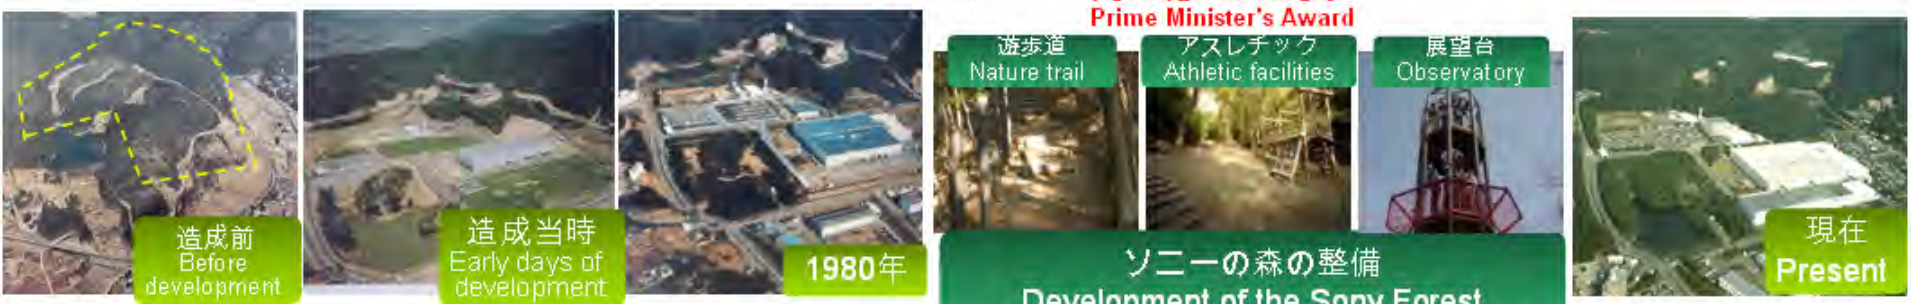 Prime Minister's Award
造成前
Before
development
造成当時
Early days of
development
1980年
遊歩道
Nature trail
アスレチック
Athletic facilities
展望台
Observatory
ソニーの森の整備
Development of the Sony Forest
現在
Present